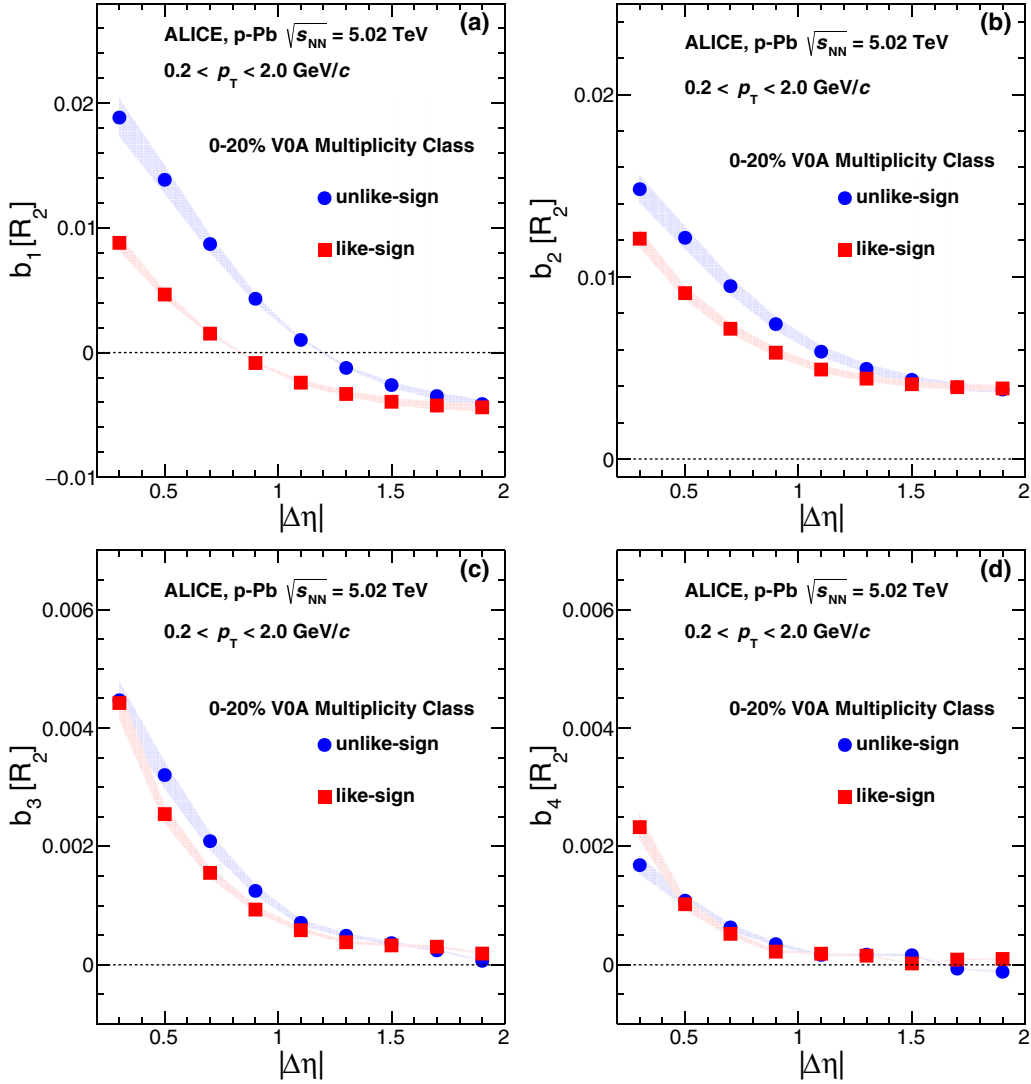 (a)
ALICE, p-Pb √sNN = 5.02 TeV
0.2 < pT < 2.0 GeV/c
0-20% V0A Multiplicity Class
unlike-sign
like-sign
b1 [R2]
0.02
0.01
0
−0.01
0.5
1
1.5
2
|Δη|
(b)
ALICE, p-Pb √sNN = 5.02 TeV
0.2 < pT < 2.0 GeV/c
0-20% V0A Multiplicity Class
unlike-sign
like-sign
b2 [R2]
0.02
0.01
0
0.5
1
1.5
2
|Δη|
(c)
ALICE, p-Pb √sNN = 5.02 TeV
0.2 < pT < 2.0 GeV/c
0-20% V0A Multiplicity Class
unlike-sign
like-sign
b3 [R2]
0.006
0.004
0.002
0
0.5
1
1.5
2
|Δη|
(d)
ALICE, p-Pb √sNN = 5.02 TeV
0.2 < pT < 2.0 GeV/c
0-20% V0A Multiplicity Class
unlike-sign
like-sign
b4 [R2]
0.006
0.004
0.002
0
0.5
1
1.5
2
|Δη|